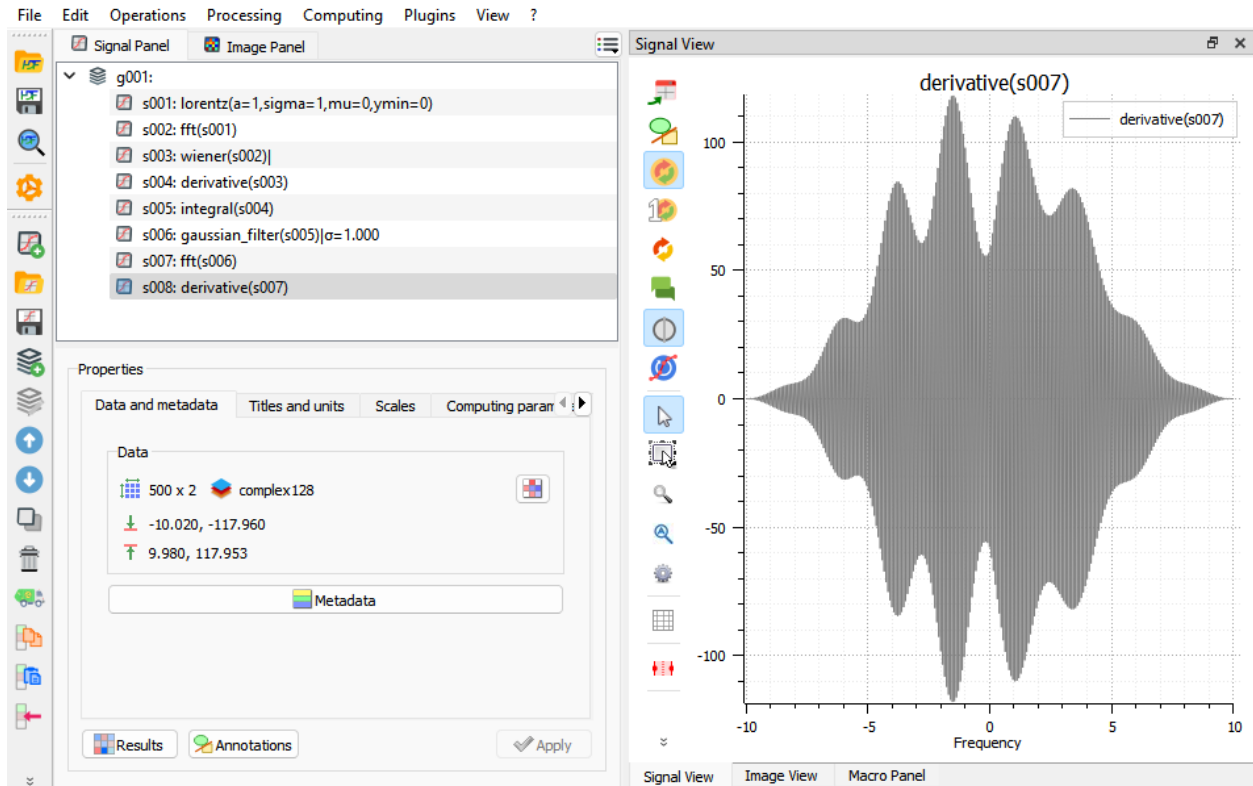 File Edit Operations Processing Computing Plugins View ?
Signal Panel Image Panel
g001:
s001: lorentz(a=1,sigma=1,mu=0,ymin=0)
s002: fft(s001)
s003: wiener(s002)|
s004: derivative(s003)
s005: integral(s004)
s006: gaussian_filter(s005)|σ=1.000
s007: fft(s006)
s008: derivative(s007)
Properties
Data and metadata Titles and units Scales Computing param
Data
500 x 2 complex128
-10.020, -117.960
9.980, 117.953
Metadata
Results Annotations Apply
Signal View
derivative(s007)
derivative(s007)
100
50
0
-50
-100
-10 -5 0 5 10
Frequency
Signal View Image View Macro Panel